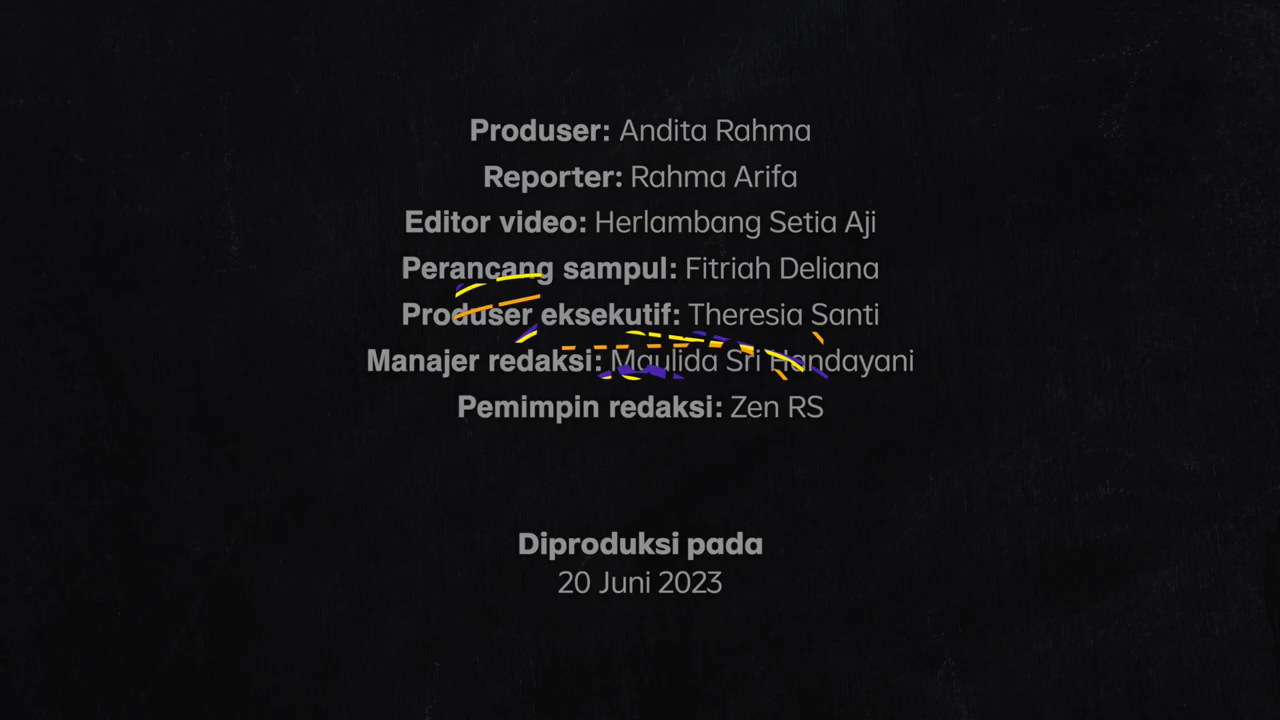 Produser: Andita Rahma
Reporter: Rahma Arifa
Editor video: Herlambang Setia Aji
Perancang sampul: Fitriah Deliana
Produser eksekutif: Theresia Santi
Manajer redaksi: Maulida Sri Handayani
Pemimpin redaksi: Zen RS
Diproduksi pada
20 Juni 2023